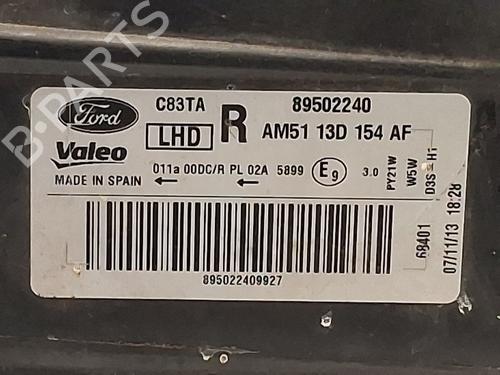 Ford
C83TA
89502240
LHD
R
AM51 13D 154 AF
Valeo
MADE IN SPAIN
011a 00DC/R PL 02A 5899
E9
3.0
PY21W
W5W
D3S - H1
68401
07/11/13 18:28
895022409927
B-PARTS